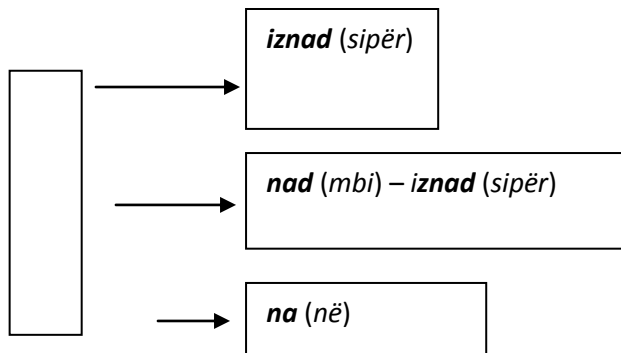 iznad (sipër)
nad (mbi) – iznad (sipër)
na (në)